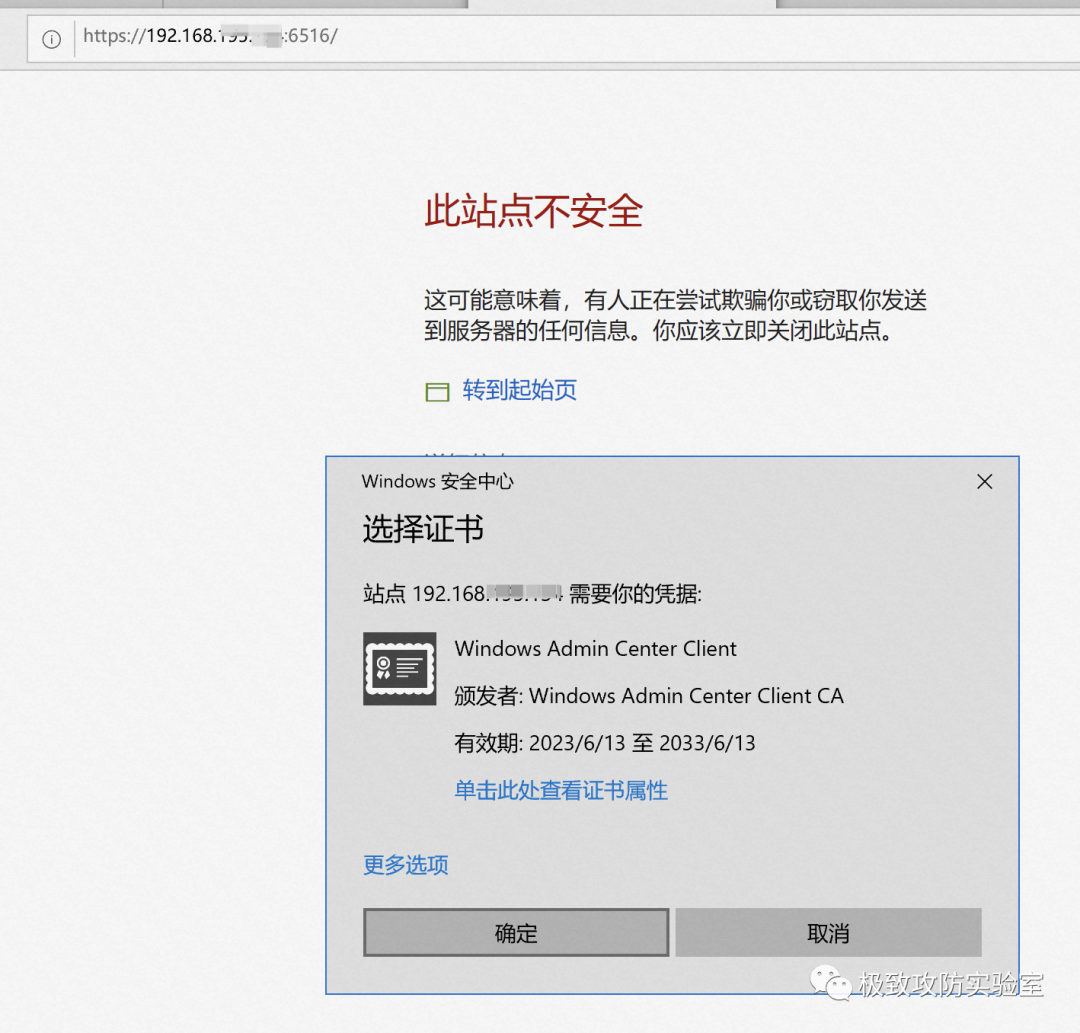 https://192.168.
:6516/
此站点不安全
这可能意味着，有人正在尝试欺骗你或窃取你发送
到服务器的任何信息。你应该立即关闭此站点。
转到起始页
Windows 安全中心
选择证书
站点 192.168. 需要你的凭据:
Windows Admin Center Client
颁发者: Windows Admin Center Client CA
有效期: 2023/6/13 至 2033/6/13
单击此处查看证书属性
更多选项
确定
取消
极致攻防实验室